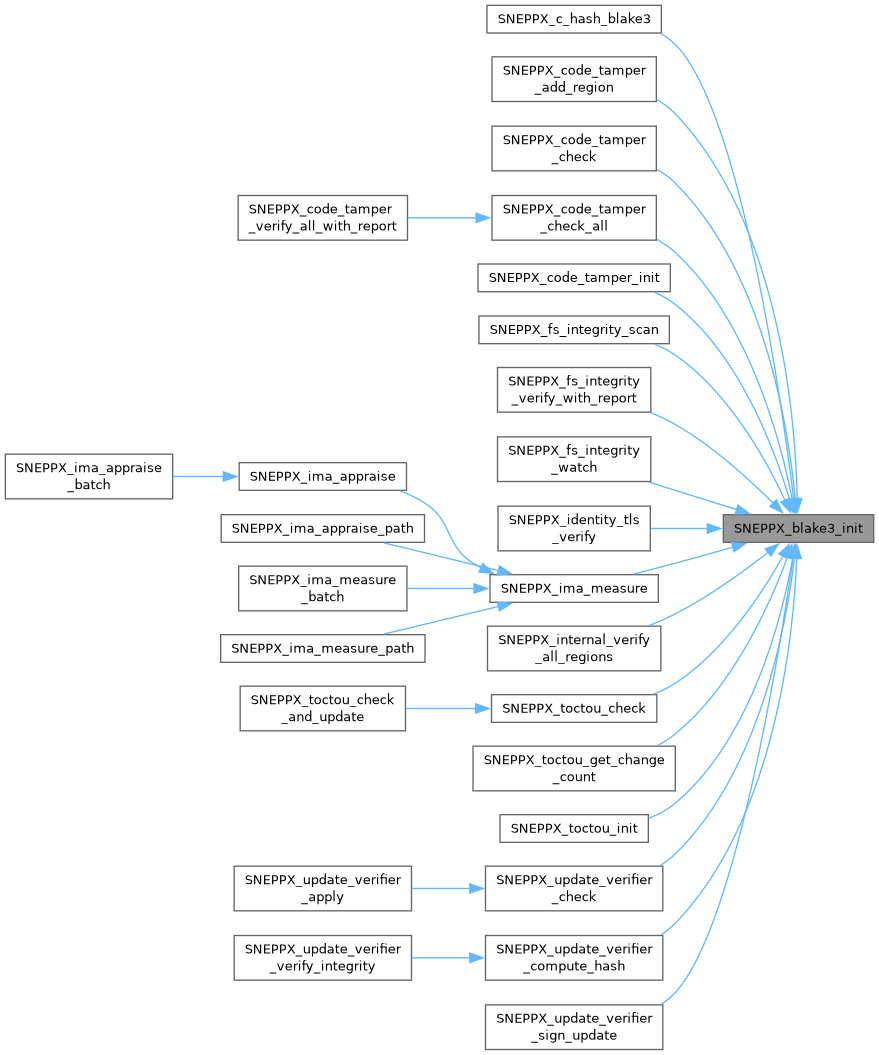 SNEPPX_c_hash_blake3
SNEPPX_code_tamper
_add_region
SNEPPX_code_tamper
_check
SNEPPX_code_tamper
_verify_all_with_report
SNEPPX_code_tamper
_check_all
SNEPPX_code_tamper_init
SNEPPX_fs_integrity_scan
SNEPPX_fs_integrity
_verify_with_report
SNEPPX_fs_integrity
_watch
SNEPPX_ima_appraise
_batch
SNEPPX_ima_appraise
SNEPPX_ima_appraise_path
SNEPPX_identity_tls
_verify
SNEPPX_blake3_init
SNEPPX_ima_measure
_batch
SNEPPX_ima_measure
SNEPPX_ima_measure_path
SNEPPX_internal_verify
_all_regions
SNEPPX_toctou_check
_and_update
SNEPPX_toctou_check
SNEPPX_toctou_get_change
_count
SNEPPX_toctou_init
SNEPPX_update_verifier
_apply
SNEPPX_update_verifier
_check
SNEPPX_update_verifier
_verify_integrity
SNEPPX_update_verifier
_compute_hash
SNEPPX_update_verifier
_sign_update